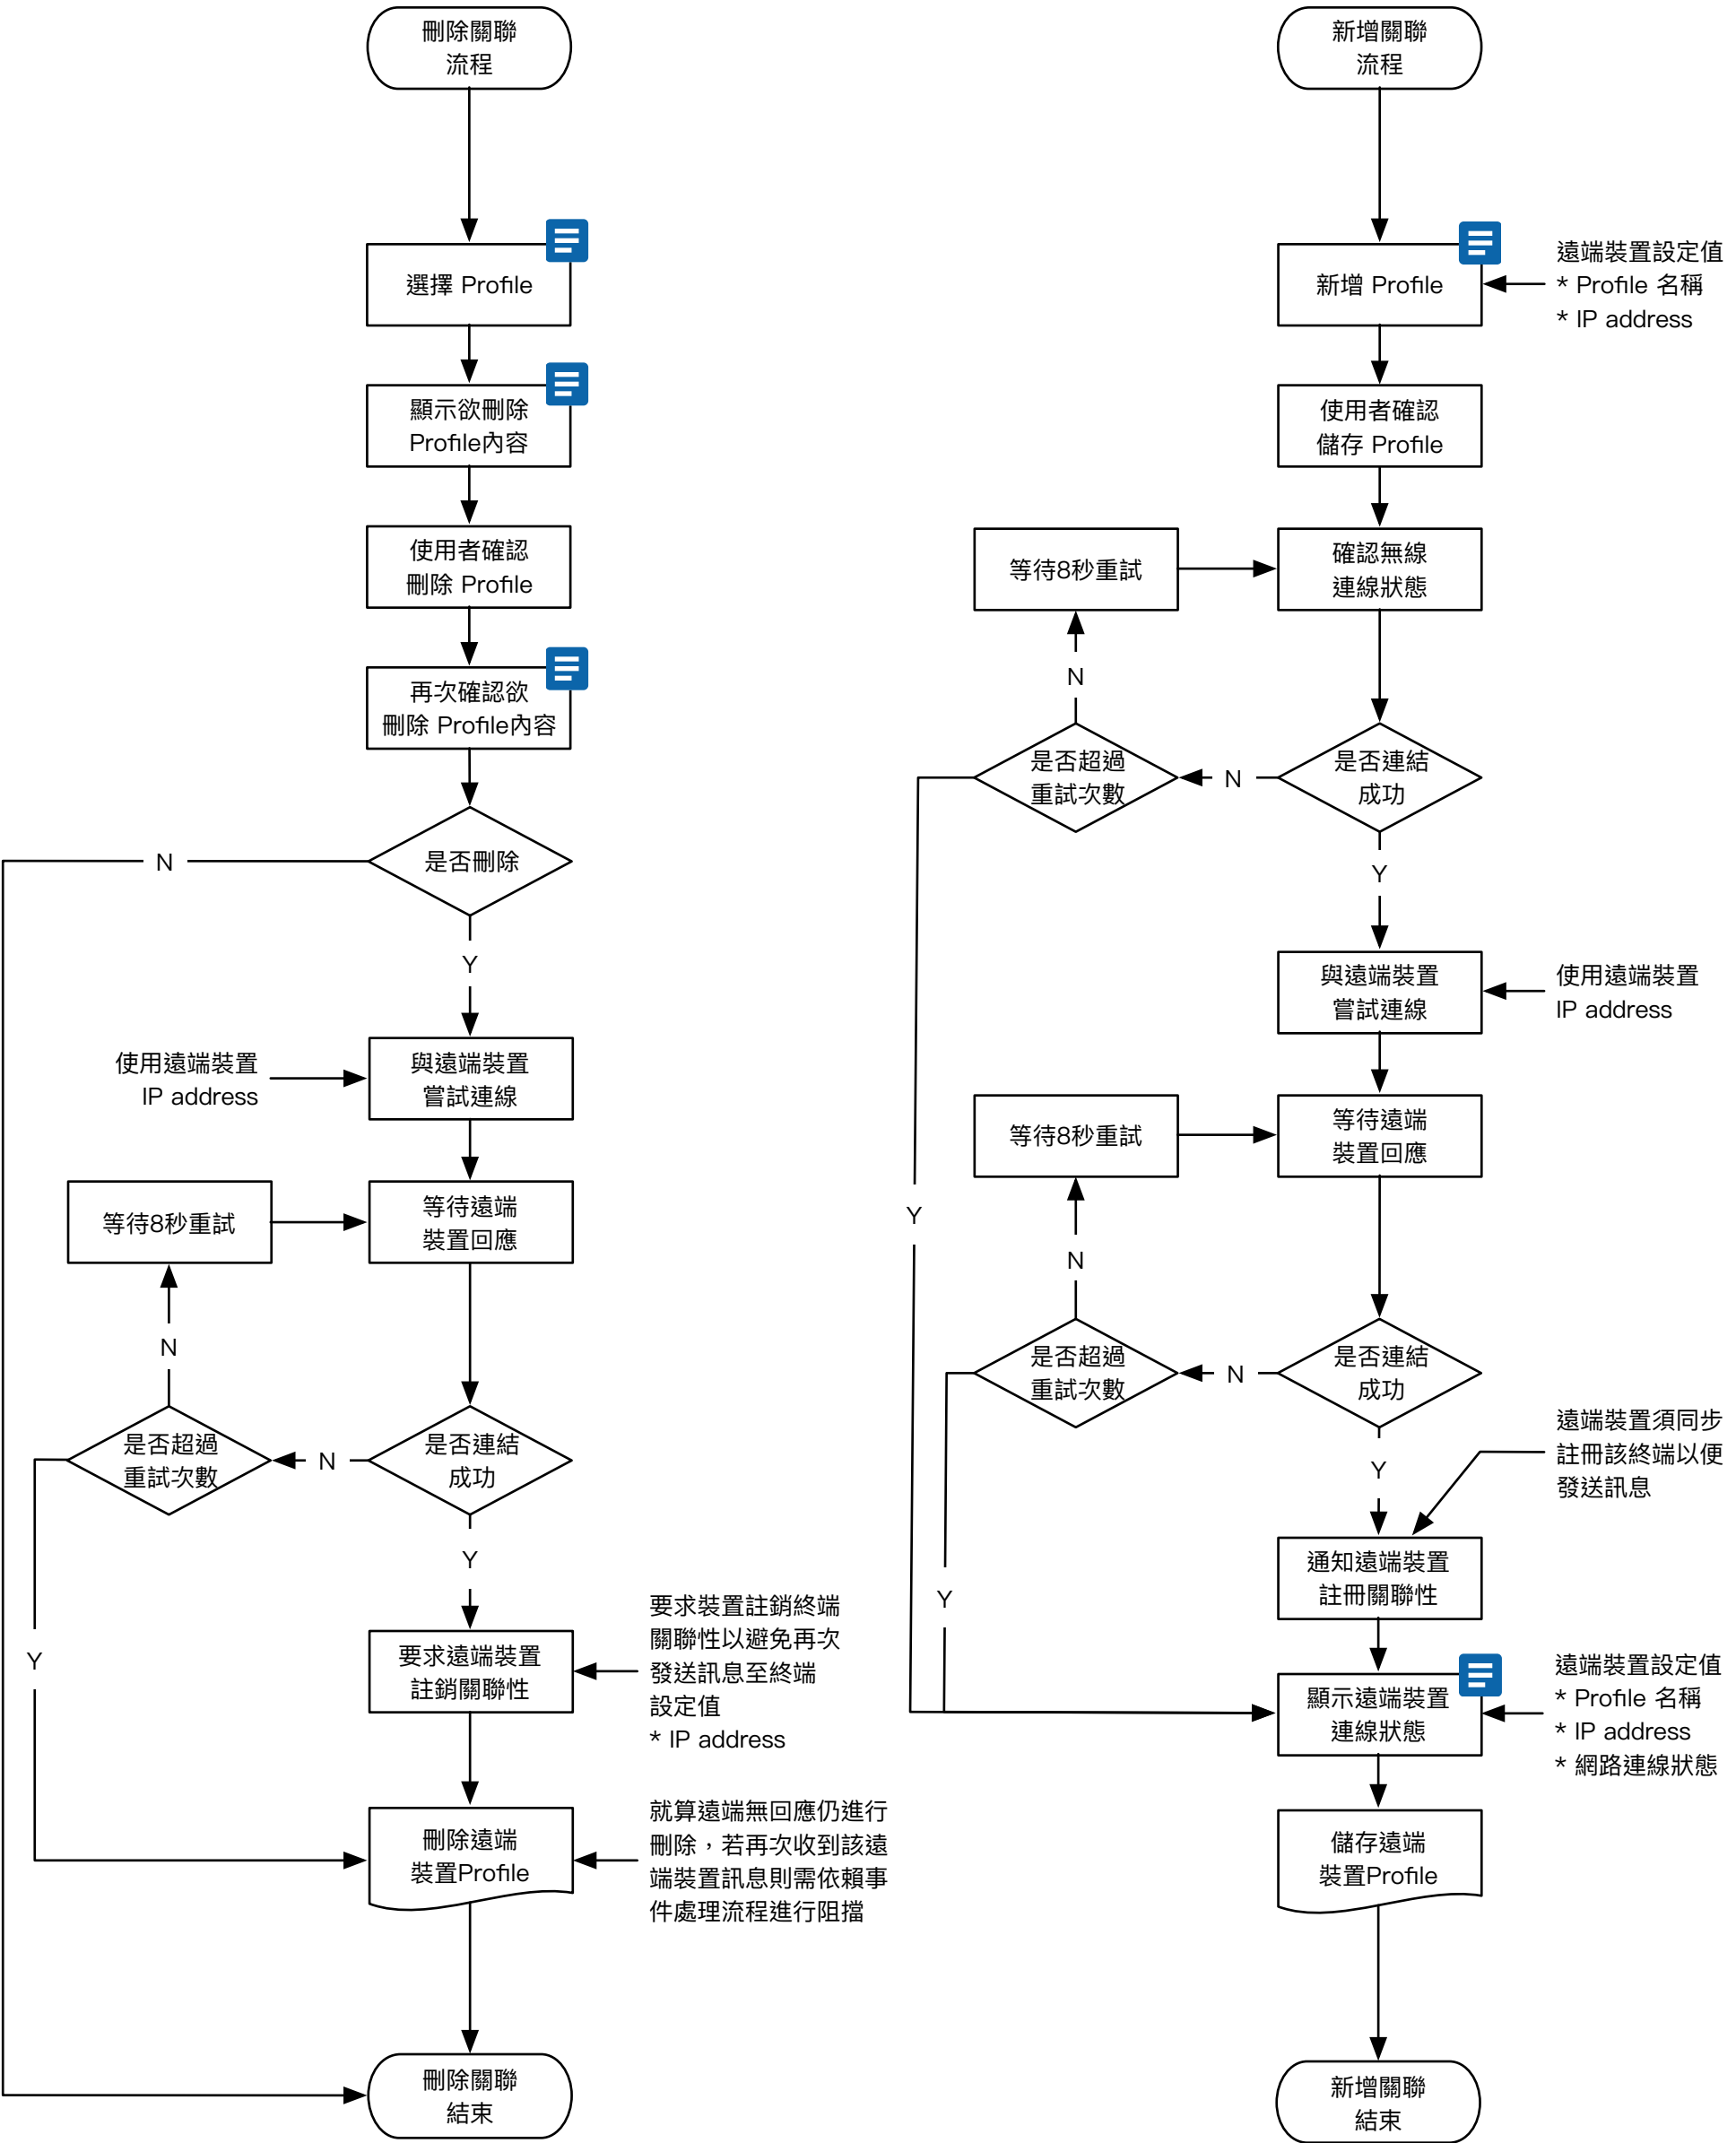 刪除關聯
流程
選擇 Profile
顯示欲刪除
Profile內容
使用者確認
刪除 Profile
再次確認欲
刪除 Profile內容
是否刪除
N
Y
使用遠端裝置
IP address
與遠端裝置
嘗試連線
等待8秒重試
等待遠端
裝置回應
N
是否超過
重試次數
N
是否連結
成功
Y
Y
要求遠端裝置
註銷關聯性
要求裝置註銷終端
關聯性以避免再次
發送訊息至終端
設定值
* IP address
刪除遠端
裝置Profile
就算遠端無回應仍進行
刪除，若再次收到該遠
端裝置訊息則需依賴事
件處理流程進行阻擋
刪除關聯
結束
新增關聯
流程
新增 Profile
遠端裝置設定值
* Profile 名稱
* IP address
使用者確認
儲存 Profile
等待8秒重試
確認無線
連線狀態
N
是否超過
重試次數
N
是否連結
成功
Y
與遠端裝置
嘗試連線
使用遠端裝置
IP address
等待8秒重試
等待遠端
裝置回應
Y
N
是否超過
重試次數
N
是否連結
成功
Y
遠端裝置須同步
註冊該終端以便
發送訊息
通知遠端裝置
註冊關聯性
Y
顯示遠端裝置
連線狀態
遠端裝置設定值
* Profile 名稱
* IP address
* 網路連線狀態
儲存遠端
裝置Profile
新增關聯
結束